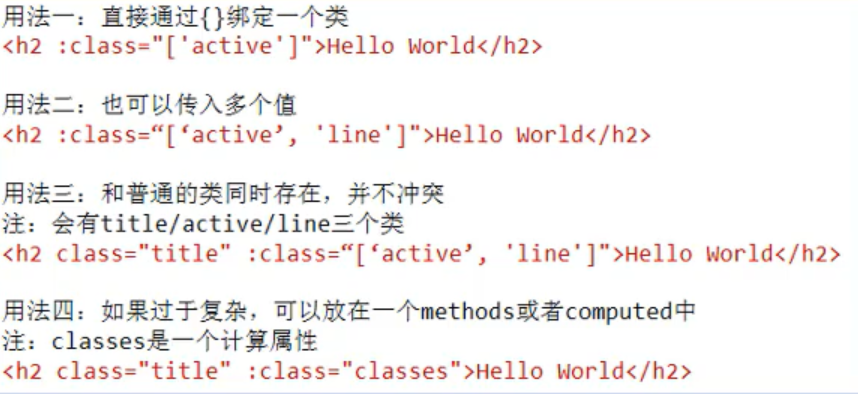 用法一：直接通过{}绑定一个类
<h2 :class="['active']">Hello World</h2>
用法二：也可以传入多个值
<h2 :class=“[‘active’, 'line']">Hello World</h2>
用法三：和普通的类同时存在，并不冲突
注：会有title/active/line三个类
<h2 class="title" :class=“[‘active’, 'line']">Hello World</h2>
用法四：如果过于复杂，可以放在一个methods或者computed中
注：classes是一个计算属性
<h2 class="title" :class="classes">Hello World</h2>